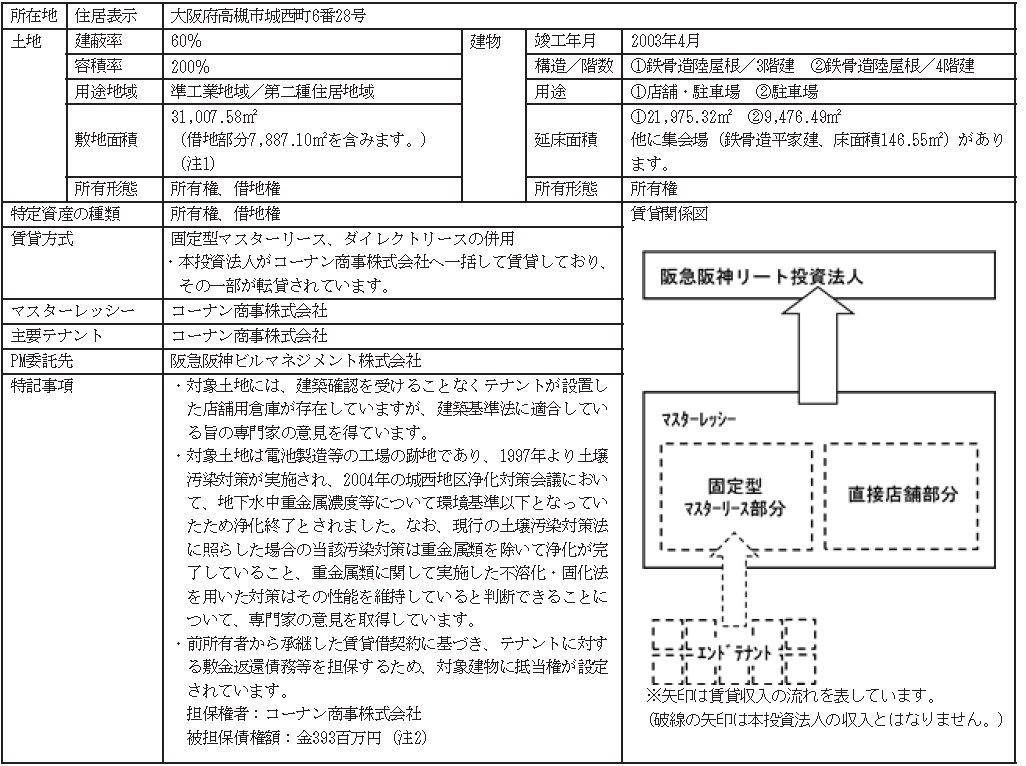 所在地 住居表示 大阪府高槻市城西町6番28号
土地 建蔽率 60% 建物 竣工年月 2003年4月
容積率 200% 構造／階数 ①鉄骨造陸屋根／3階建 ②鉄骨造陸屋根／4階建
用途地域 準工業地域／第二種住居地域 用途 ①店舗・駐車場 ②駐車場
敷地面積 31,007.58㎡
（借地部分7,887.10㎡を含みます。）
（注1）
延床面積 ①21,975.32㎡ ②9,476.49㎡
他に集会場（鉄骨造平家建、床面積146.55㎡）があり
ます。
所有形態 所有権、借地権 所有形態 所有権
特定資産の種類 所有権、借地権
賃貸方式 固定型マスターリース、ダイレクトリースの併用
・本投資法人がコーナン商事株式会社へ一括して賃貸しており、
その一部が転貸されています。
マスターレッシー コーナン商事株式会社
主要テナント コーナン商事株式会社
PM委託先 阪急阪神ビルマネジメント株式会社
特記事項 ・対象土地には、建築確認を受けることなくテナントが設置し
た店舗用倉庫が存在していますが、建築基準法に適合してい
る旨の専門家の意見を得ています。
・対象土地は電池製造等の工場の跡地であり、1997年より土壌
汚染対策が実施され、2004年の城西地区浄化対策会議におい
て、地下水中重金属濃度等について環境基準以下となってい
たため浄化終了とされました。なお、現行の土壌汚染対策法
に照らした場合の当該汚染対策は重金属類を除いて浄化が完
了していること、重金属類に関して実施した不溶化・固化法
を用いた対策はその性能を維持していると判断できることに
ついて、専門家の意見を取得しています。
・前所有者から承継した賃貸借契約に基づき、テナントに対す
る敷金返還債務等を担保するため、対象建物に抵当権が設定
されています。
担保権者：コーナン商事株式会社
被担保債権額：金393百万円（注2）
賃貸関係図
阪急阪神リート投資法人
ﾏｽﾀｰﾚｯｼｰ
固定型
ﾏｽﾀｰﾘｰｽ部分
直接店舗部分
ｴﾝﾄﾞﾃﾅﾝﾄ
※矢印は賃貸収入の流れを表しています。
（破線の矢印は本投資法人の収入とはなりません。）